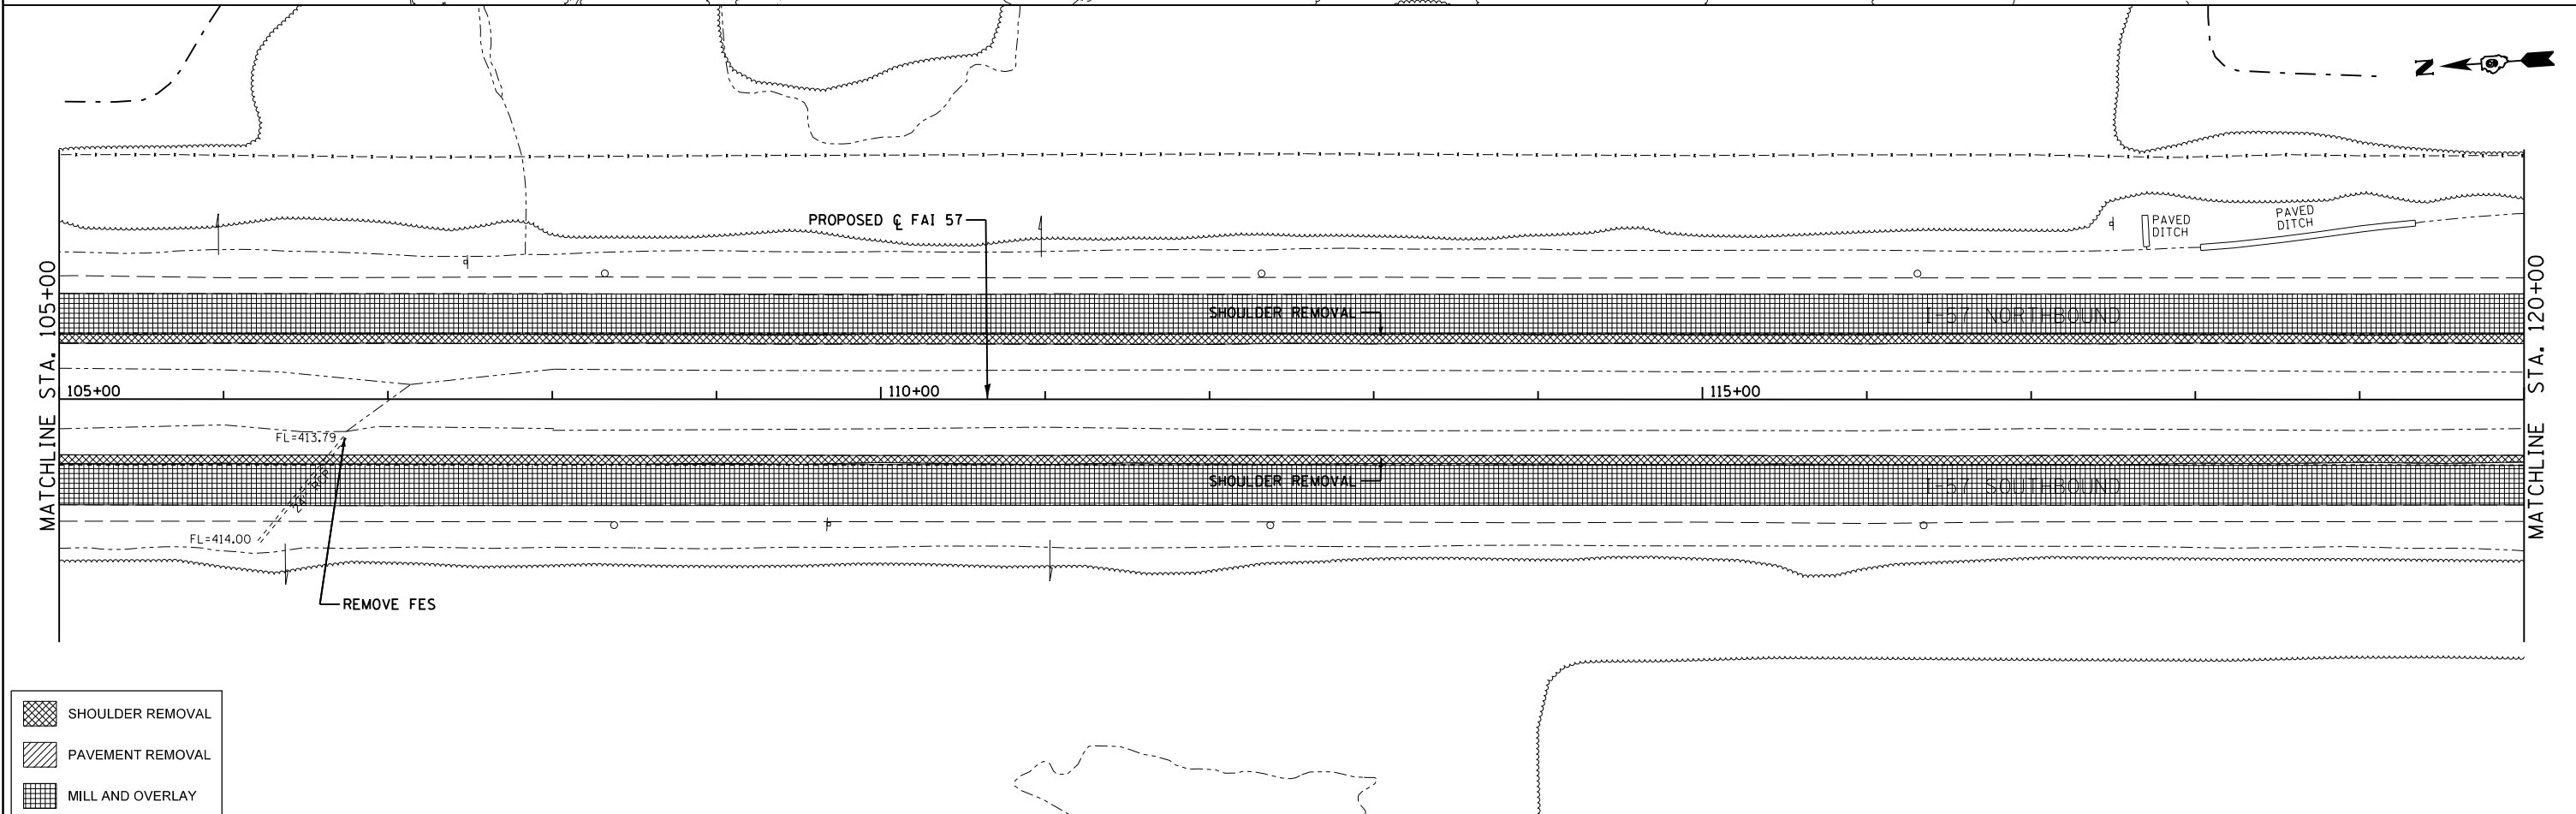 N
PROPOSED ℄ FAI 57
PAVED
DITCH
PAVED
DITCH
SHOULDER REMOVAL
I-57 NORTHBOUND
MATCHLINE STA. 105+00
MATCHLINE STA. 120+00
105+00
110+00
115+00
FL=413.79
24" RCP
SHOULDER REMOVAL
I-57 SOUTHBOUND
FL=414.00
REMOVE FES
SHOULDER REMOVAL
PAVEMENT REMOVAL
MILL AND OVERLAY